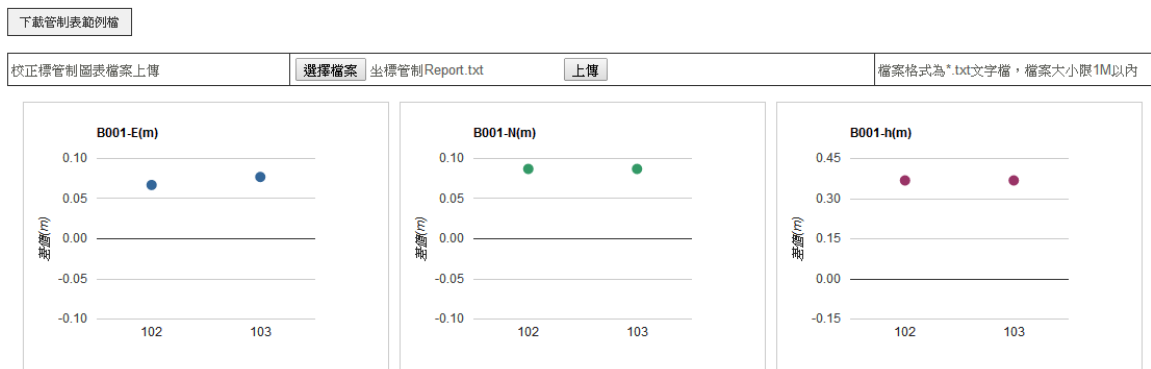 下載管制表範例檔
校正標管制圖表檔案上傳 選擇檔案 坐標管制Report.txt 上傳 檔案格式為*.txt文字檔，檔案大小限1M以內
B001-E(m)
0.10
0.05
0.00
-0.05
-0.10
差值(m)
102 103
B001-N(m)
0.10
0.05
0.00
-0.05
-0.10
差值(m)
102 103
B001-h(m)
0.45
0.30
0.15
0.00
-0.15
差值(m)
102 103